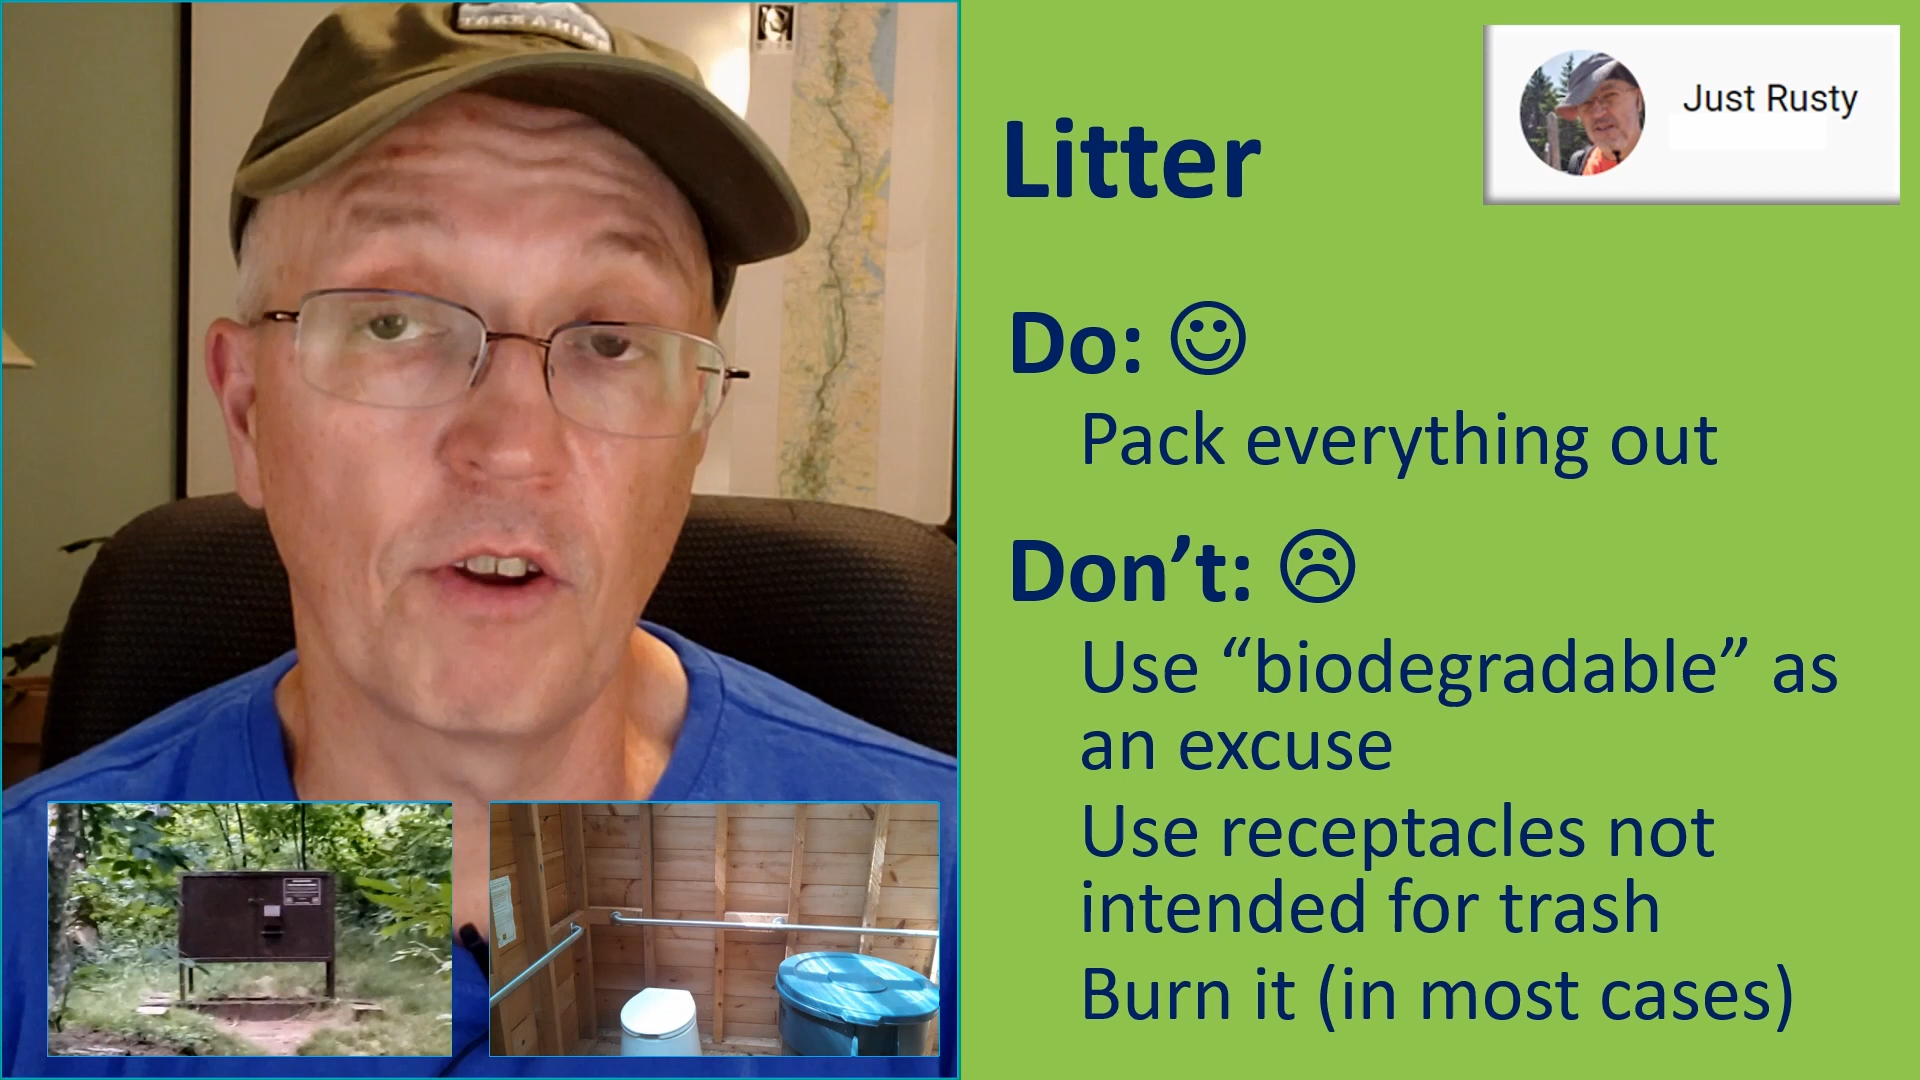 Litter
Just Rusty
Do: ☺
Pack everything out
Don’t: ☹
Use “biodegradable” as
an excuse
Use receptacles not
intended for trash
Burn it (in most cases)